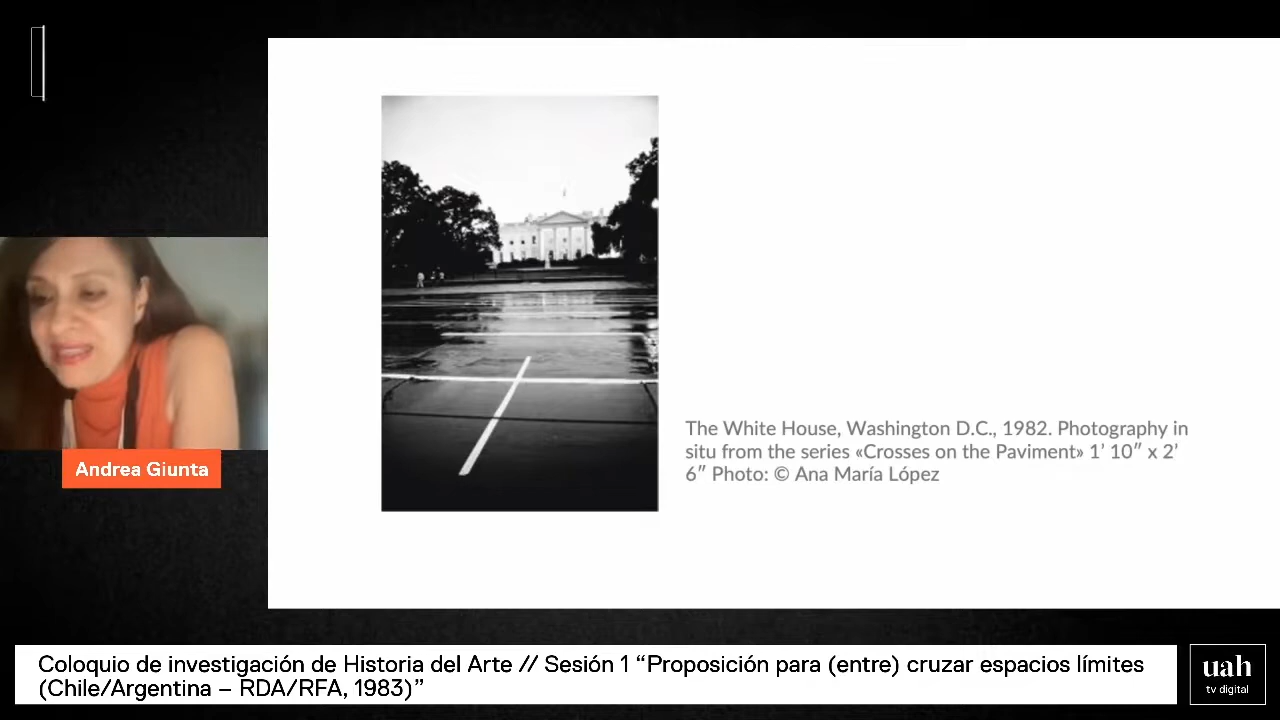 The White House, Washington D.C., 1982. Photography in
situ from the series «Crosses on the Paviment» 1’ 10” x 2’
6” Photo: © Ana María López
Andrea Giunta
Coloquio de investigación de Historia del Arte // Sesión 1 “Proposición para (entre) cruzar espacios límites
(Chile/Argentina – RDA/RFA, 1983)”
uah
tv digital